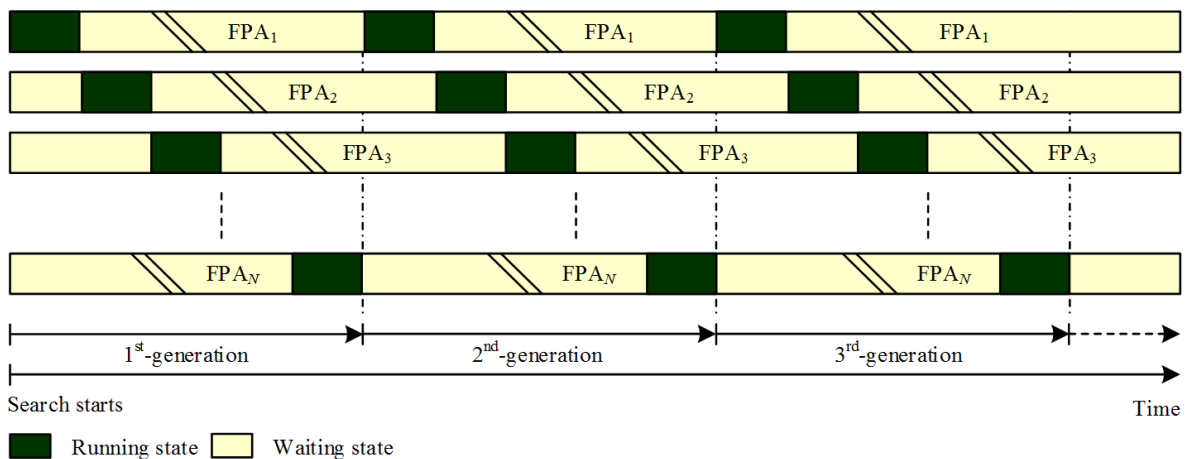 FPA1 FPA1 FPA1
FPA2 FPA2 FPA2
FPA3 FPA3 FPA3
FPAN FPAN FPAN
1st-generation 2nd-generation 3rd-generation
Search starts Time
Running state Waiting state